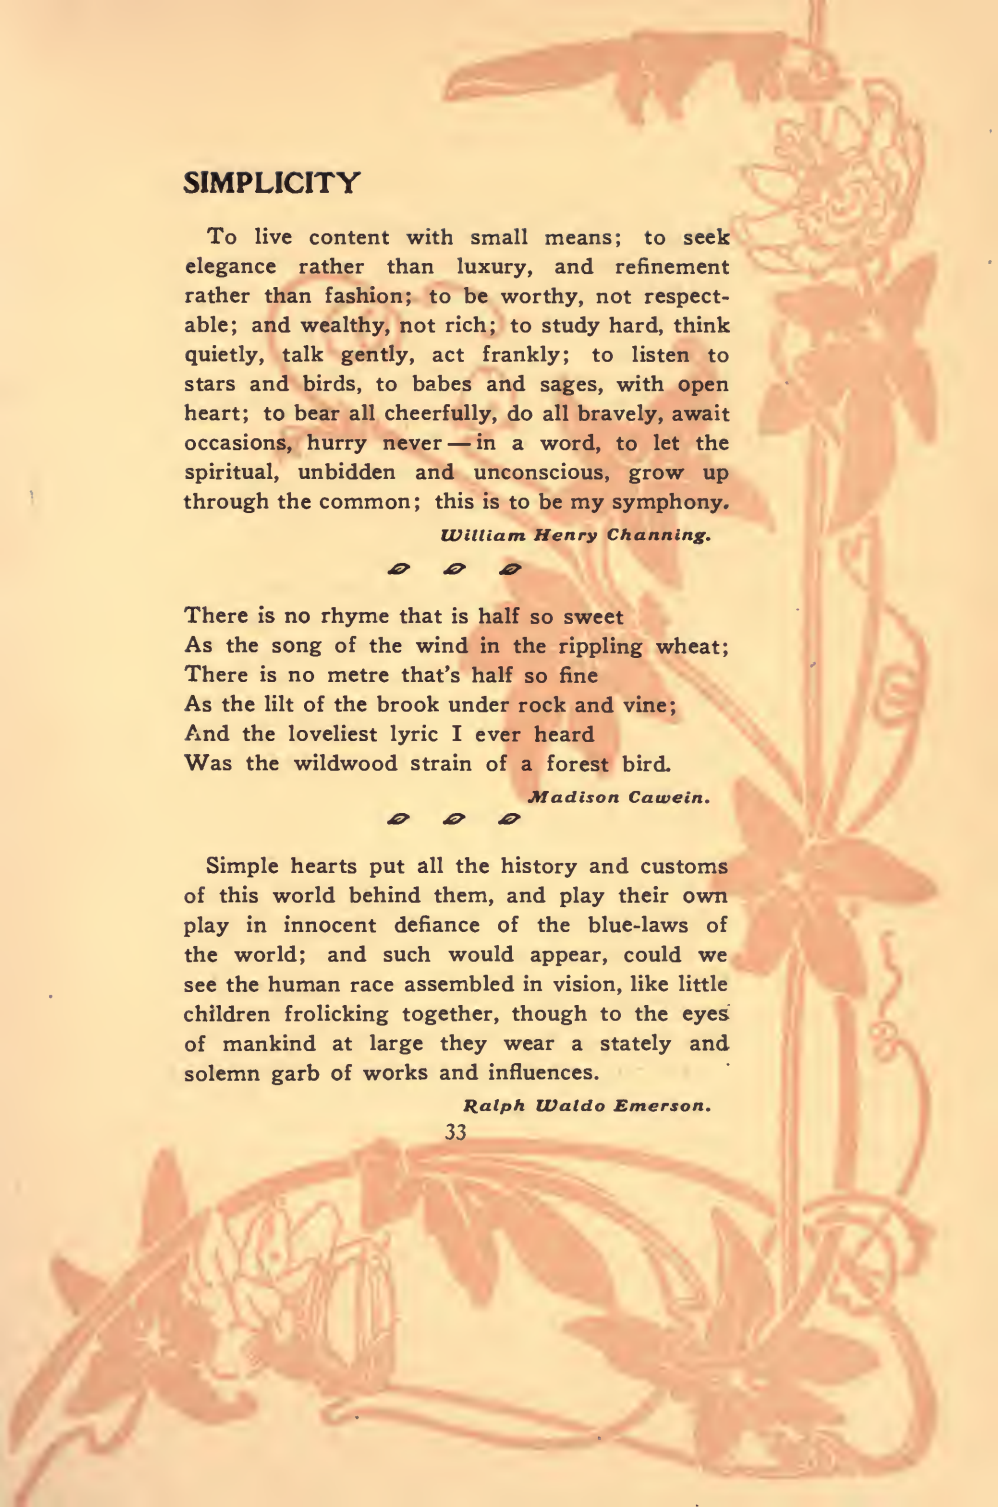 SIMPLICITY
To live content with small means; to seek
elegance rather than luxury, and refinement
rather than fashion; to be worthy, not respect-
able; and wealthy, not rich; to study hard, think
quietly, talk gently, act frankly; to listen to
stars and birds, to babes and sages, with open
heart; to bear all cheerfully, do all bravely, await
occasions, hurry never — in a word, to let the
spiritual, unbidden and unconscious, grow up
through the common; this is to be my symphony.
William Henry Channing.
There is no rhyme that is half so sweet
As the song of the wind in the rippling wheat;
There is no metre that's half so fine
As the lilt of the brook under rock and vine;
And the loveliest lyric I ever heard
Was the wildwood strain of a forest bird.
Madison Cawein.
Simple hearts put all the history and customs
of this world behind them, and play their own
play in innocent defiance of the blue-laws of
the world; and such would appear, could we
see the human race assembled in vision, like little
children frolicking together, though to the eyes
of mankind at large they wear a stately and
solemn garb of works and influences.
Ralph Waldo Emerson.
33